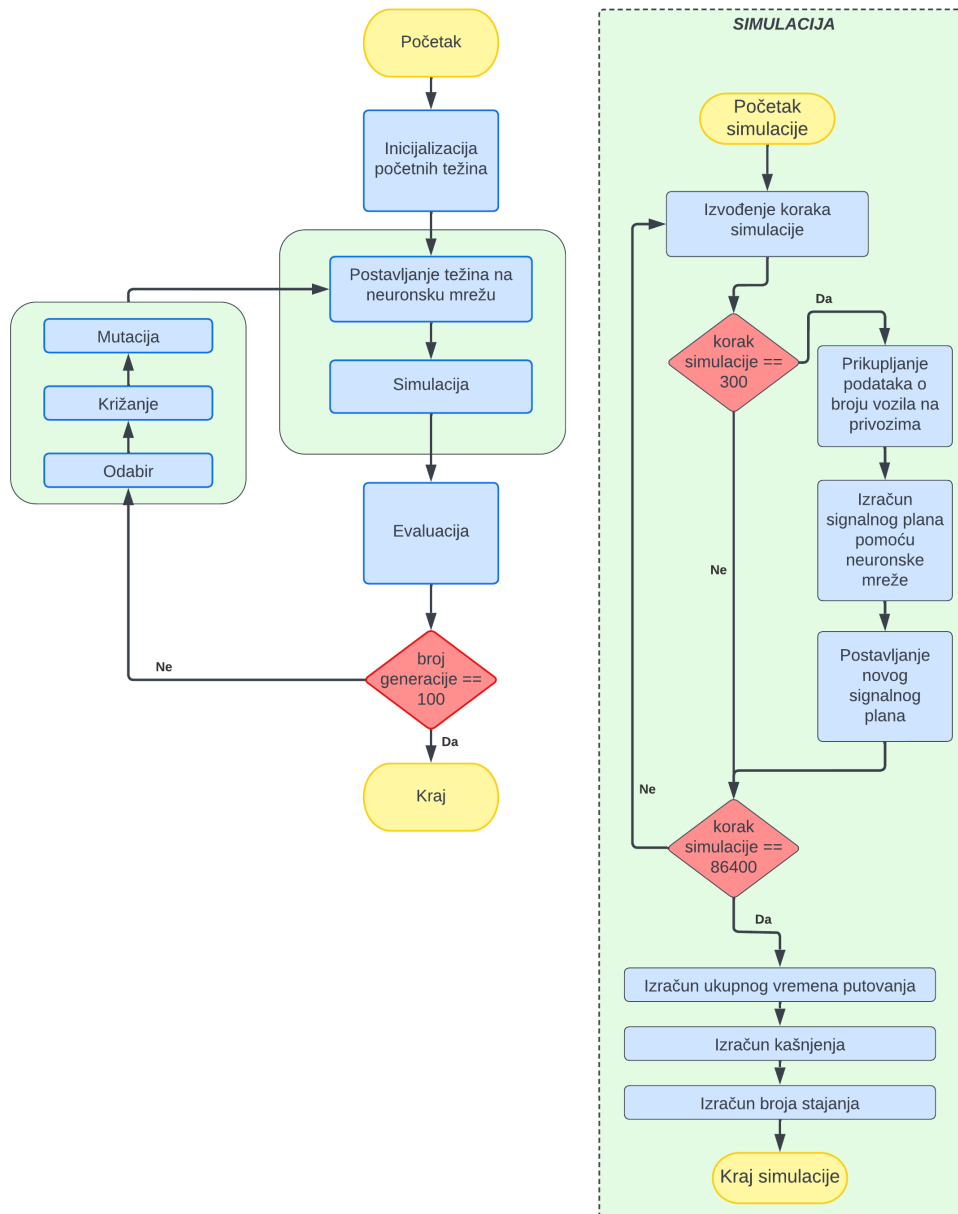 Početak
Inicijalizacija
početnih težina
Postavljanje težina na
neuronsku mrežu
Simulacija
Mutacija
Križanje
Odabir
Evaluacija
broj
generacije ==
100
Ne
Da
Kraj
SIMULACIJA
Početak
simulacije
Izvođenje koraka
simulacije
korak
simulacije ==
300
Da
Prikupljanje
podataka o
broju vozila na
privozima
Izračun
signalnog plana
pomoću
neuronske
mreže
Ne
Postavljanje
novog
signalnog
plana
Ne
korak
simulacije ==
86400
Da
Izračun ukupnog vremena putovanja
Izračun kašnjenja
Izračun broja stajanja
Kraj simulacije